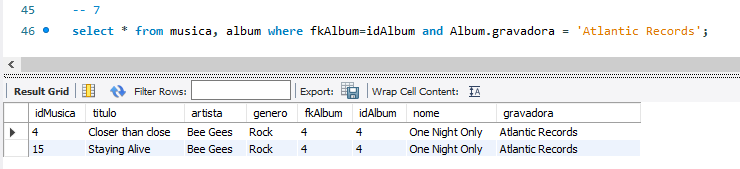 45 -- 7
46 select * from musica, album where fkAlbum=idAlbum and Album.gravadora = 'Atlantic Records';
Result Grid Filter Rows: Export: Wrap Cell Content:
idMusica titulo artista genero fkAlbum idAlbum nome gravadora
4 Closer than close Bee Gees Rock 4 4 One Night Only Atlantic Records
15 Staying Alive Bee Gees Rock 4 4 One Night Only Atlantic Records